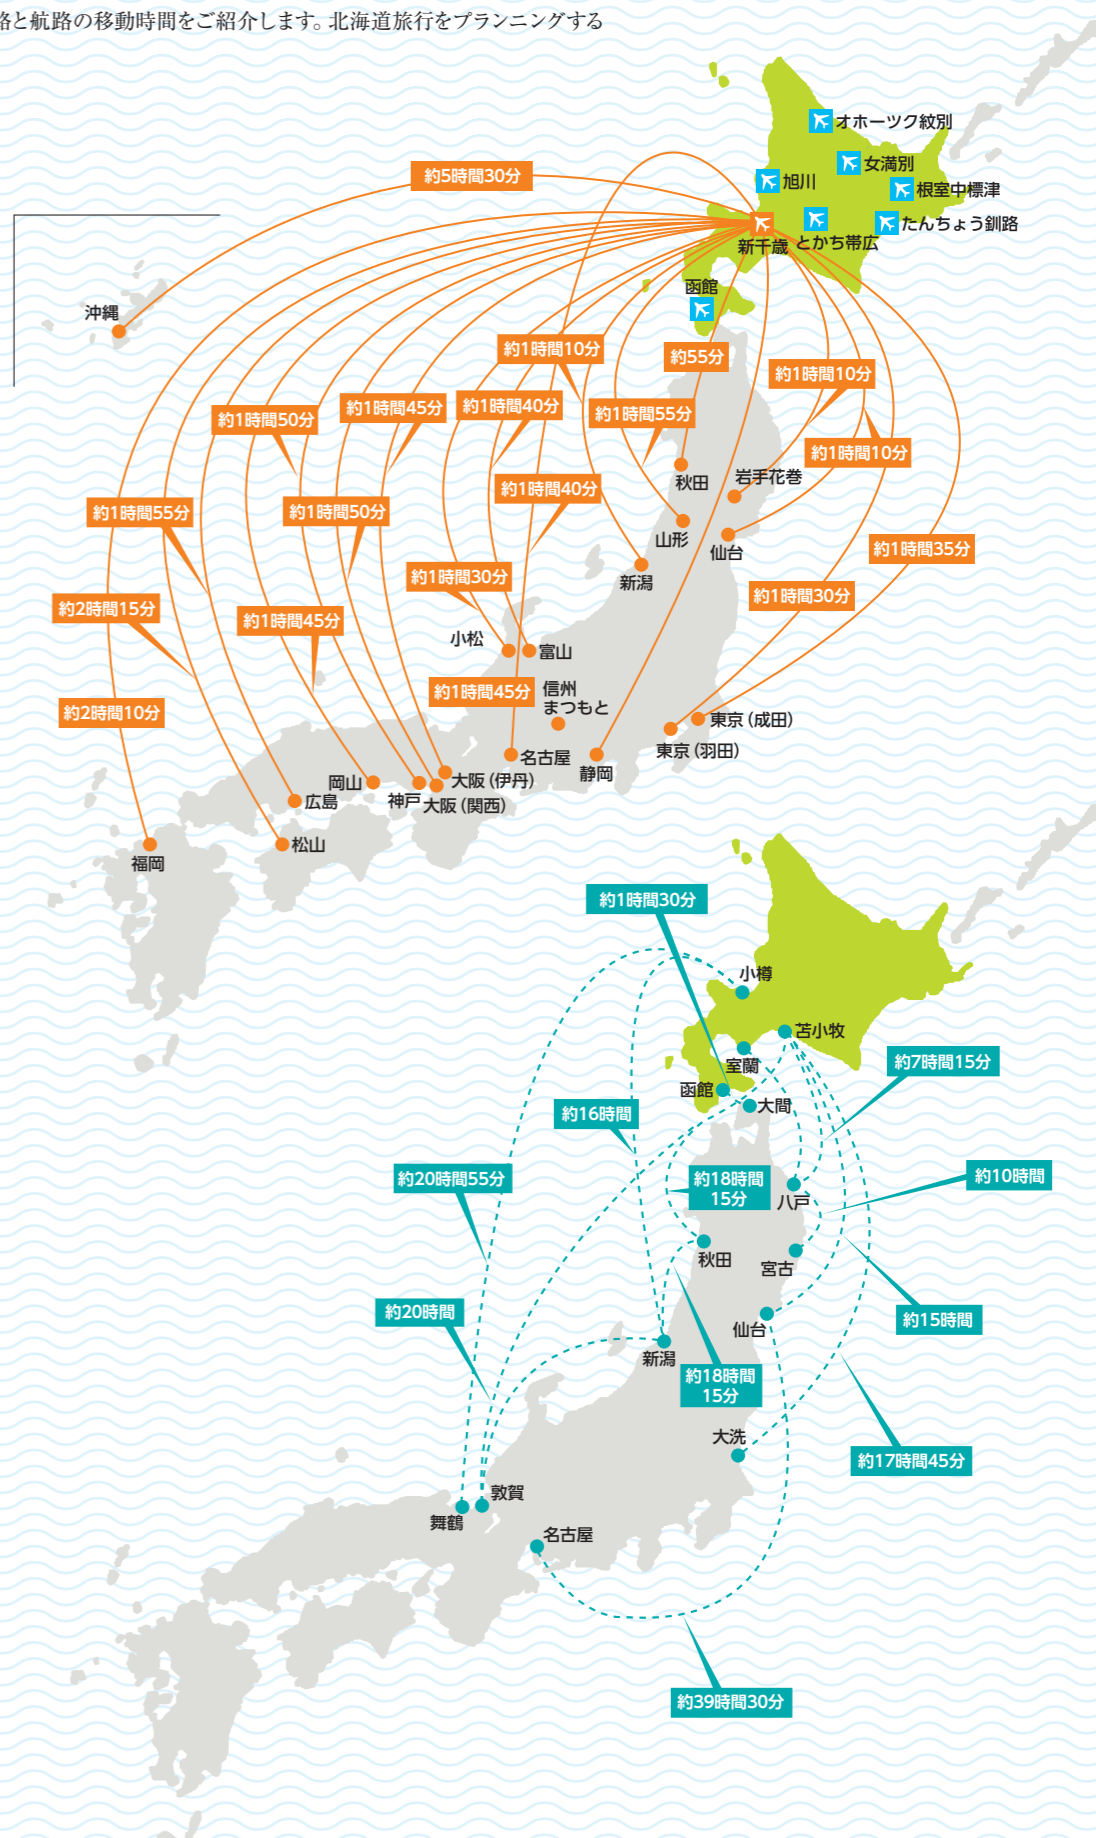 路と航路の移動時間をご紹介します。北海道旅行をプランニングする
オホーツク紋別
女満別
旭川
根室中標津
たんちょう釧路
とかち帯広
新千歳
函館
約5時間30分
沖縄
約1時間10分
約55分
約1時間10分
約1時間50分
約1時間45分
約1時間40分
約1時間55分
約1時間10分
秋田
岩手花巻
約1時間55分
約1時間50分
約1時間40分
山形
仙台
約1時間35分
約1時間30分
新潟
約1時間30分
約2時間15分
約1時間45分
小松
富山
約1時間45分
信州
まつもと
約2時間10分
東京(成田)
東京(羽田)
名古屋
静岡
大阪(伊丹)
岡山
神戸
大阪(関西)
広島
松山
福岡
約1時間30分
小樽
苫小牧
室蘭
約7時間15分
函館
大間
約16時間
約20時間55分
約18時間
15分
約10時間
八戸
秋田
宮古
約20時間
約15時間
仙台
新潟
約18時間
15分
大洗
約17時間45分
敦賀
舞鶴
名古屋
約39時間30分